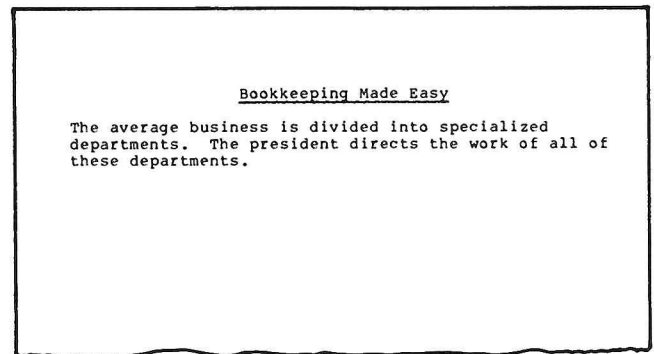 Bookkeeping Made Easy
The average business is divided into specialized
departments.  The president directs the work of all of
these departments.